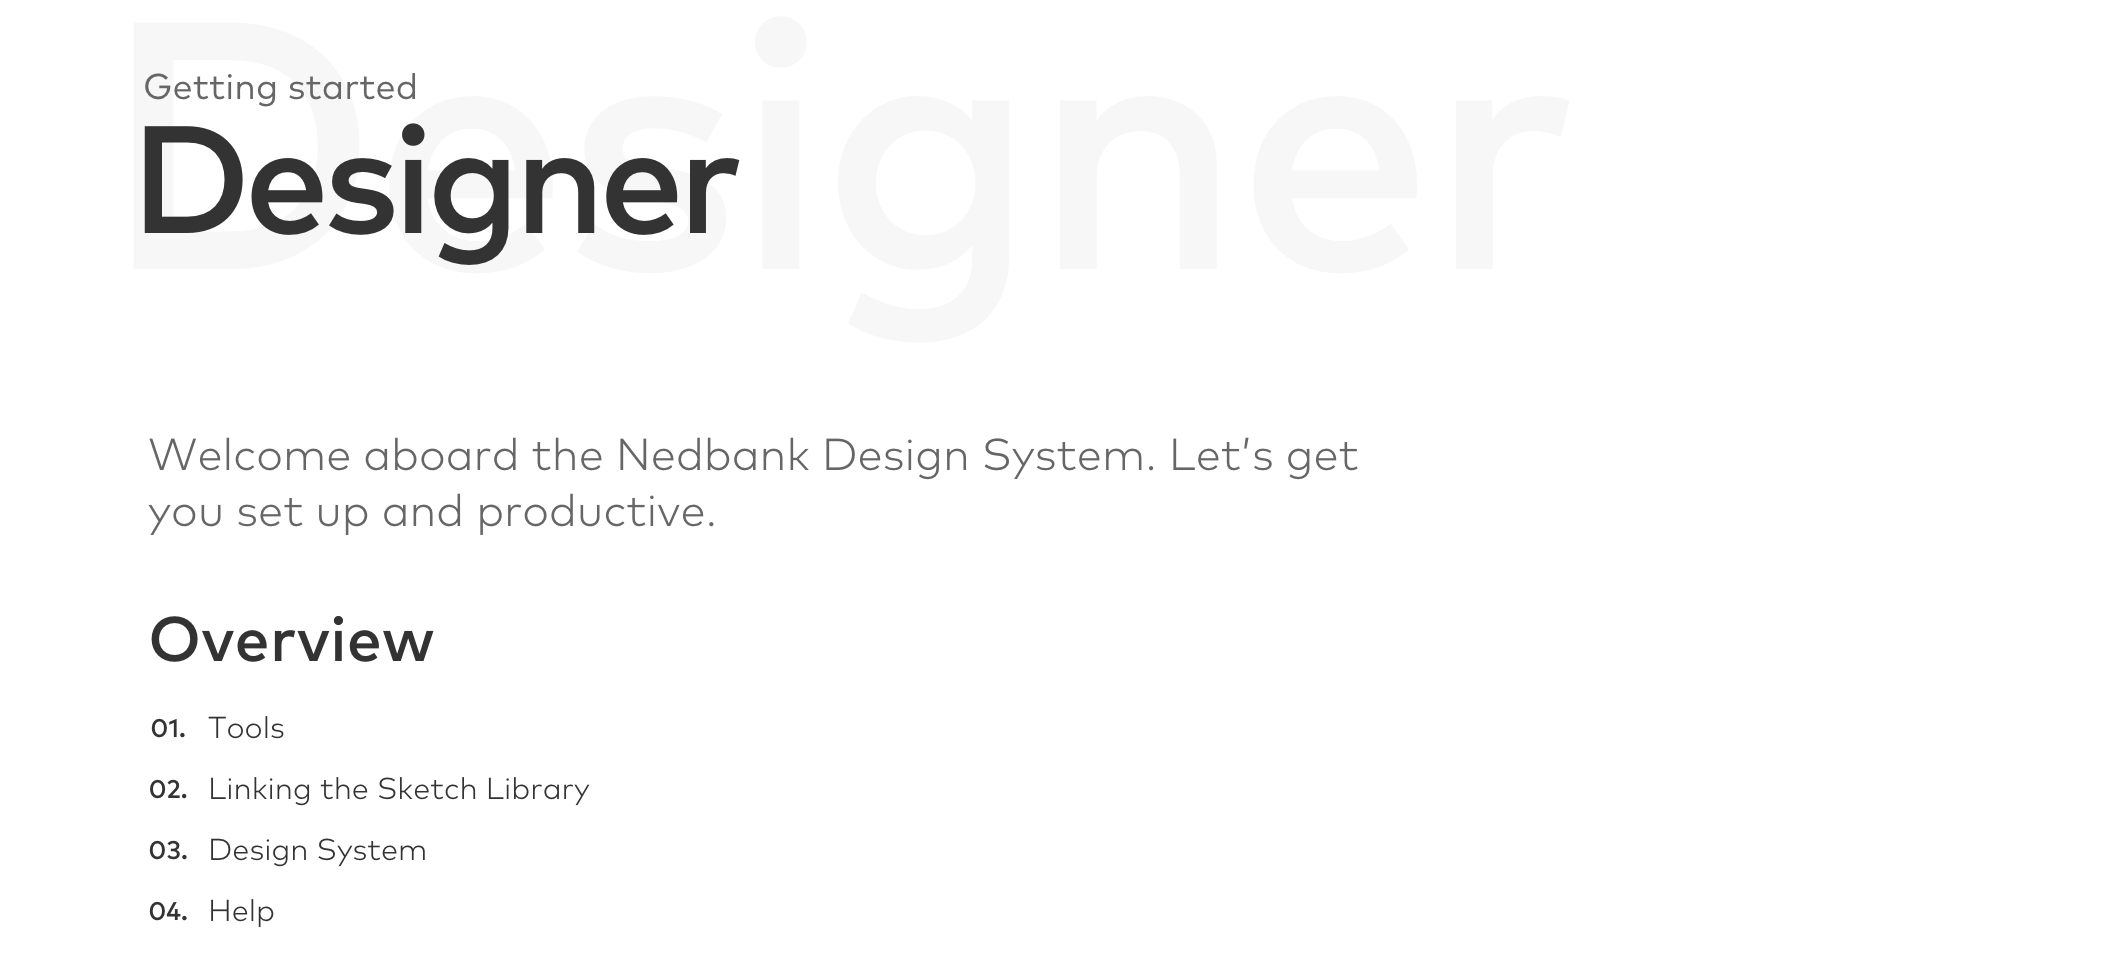 Getting started
Designer
Designer
Welcome aboard the Nedbank Design System. Let's get
you set up and productive.
Overview
01. Tools
02. Linking the Sketch Library
03. Design System
04. Help